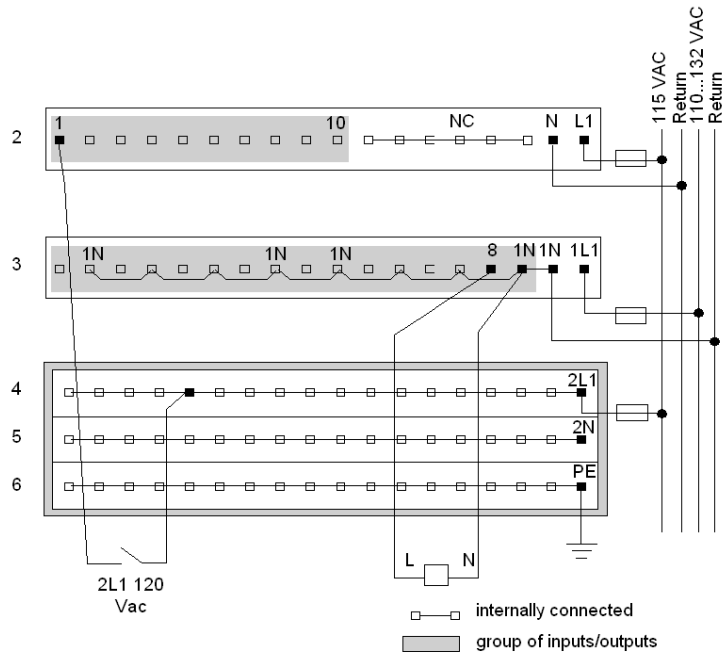 115 VAC
Return
110...132 VAC
Return
2
1
10
NC
N
L1
3
1N
1N
1N
8
1N
1N
1L1
4
2L1
5
2N
6
PE
L
N
2L1 120
Vac
internally connected
group of inputs/outputs